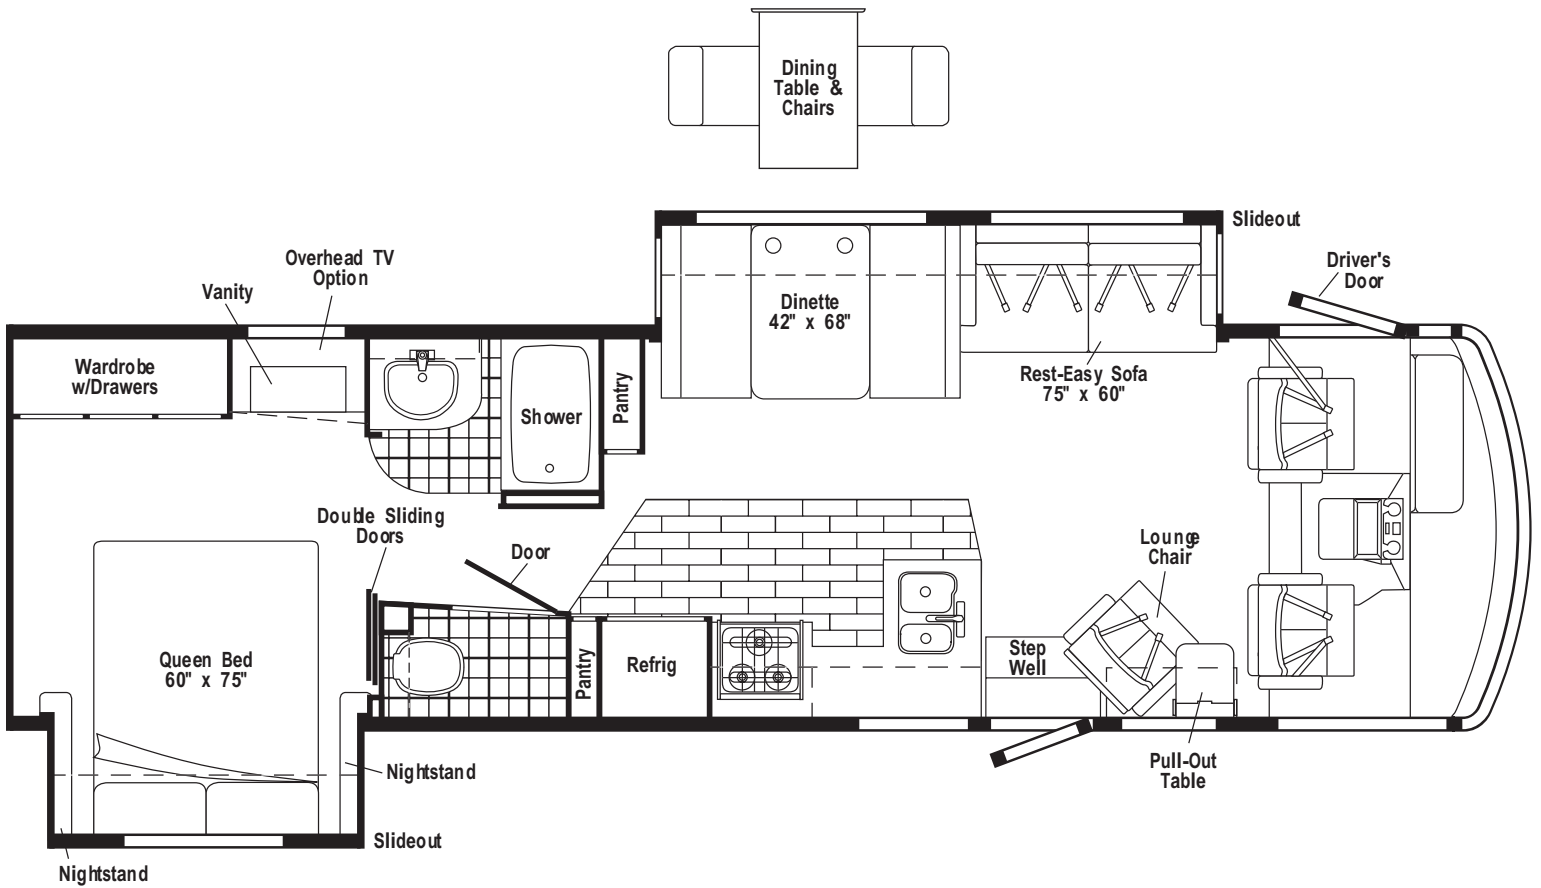 Dining
Table &
Chairs
Slideout
Overhead TV
Option
Driver's
Door
Vanity
Dinette
42" x 68"
Wardrobe
w/Drawers
Rest-Easy Sofa
75" x 60"
Pantry
Shower
Double Sliding
Doors
Door
Lounge
Chair
Queen Bed
60" x 75"
Pantry
Refrig
Step
Well
Nightstand
Pull-Out
Table
Slideout
Nightstand